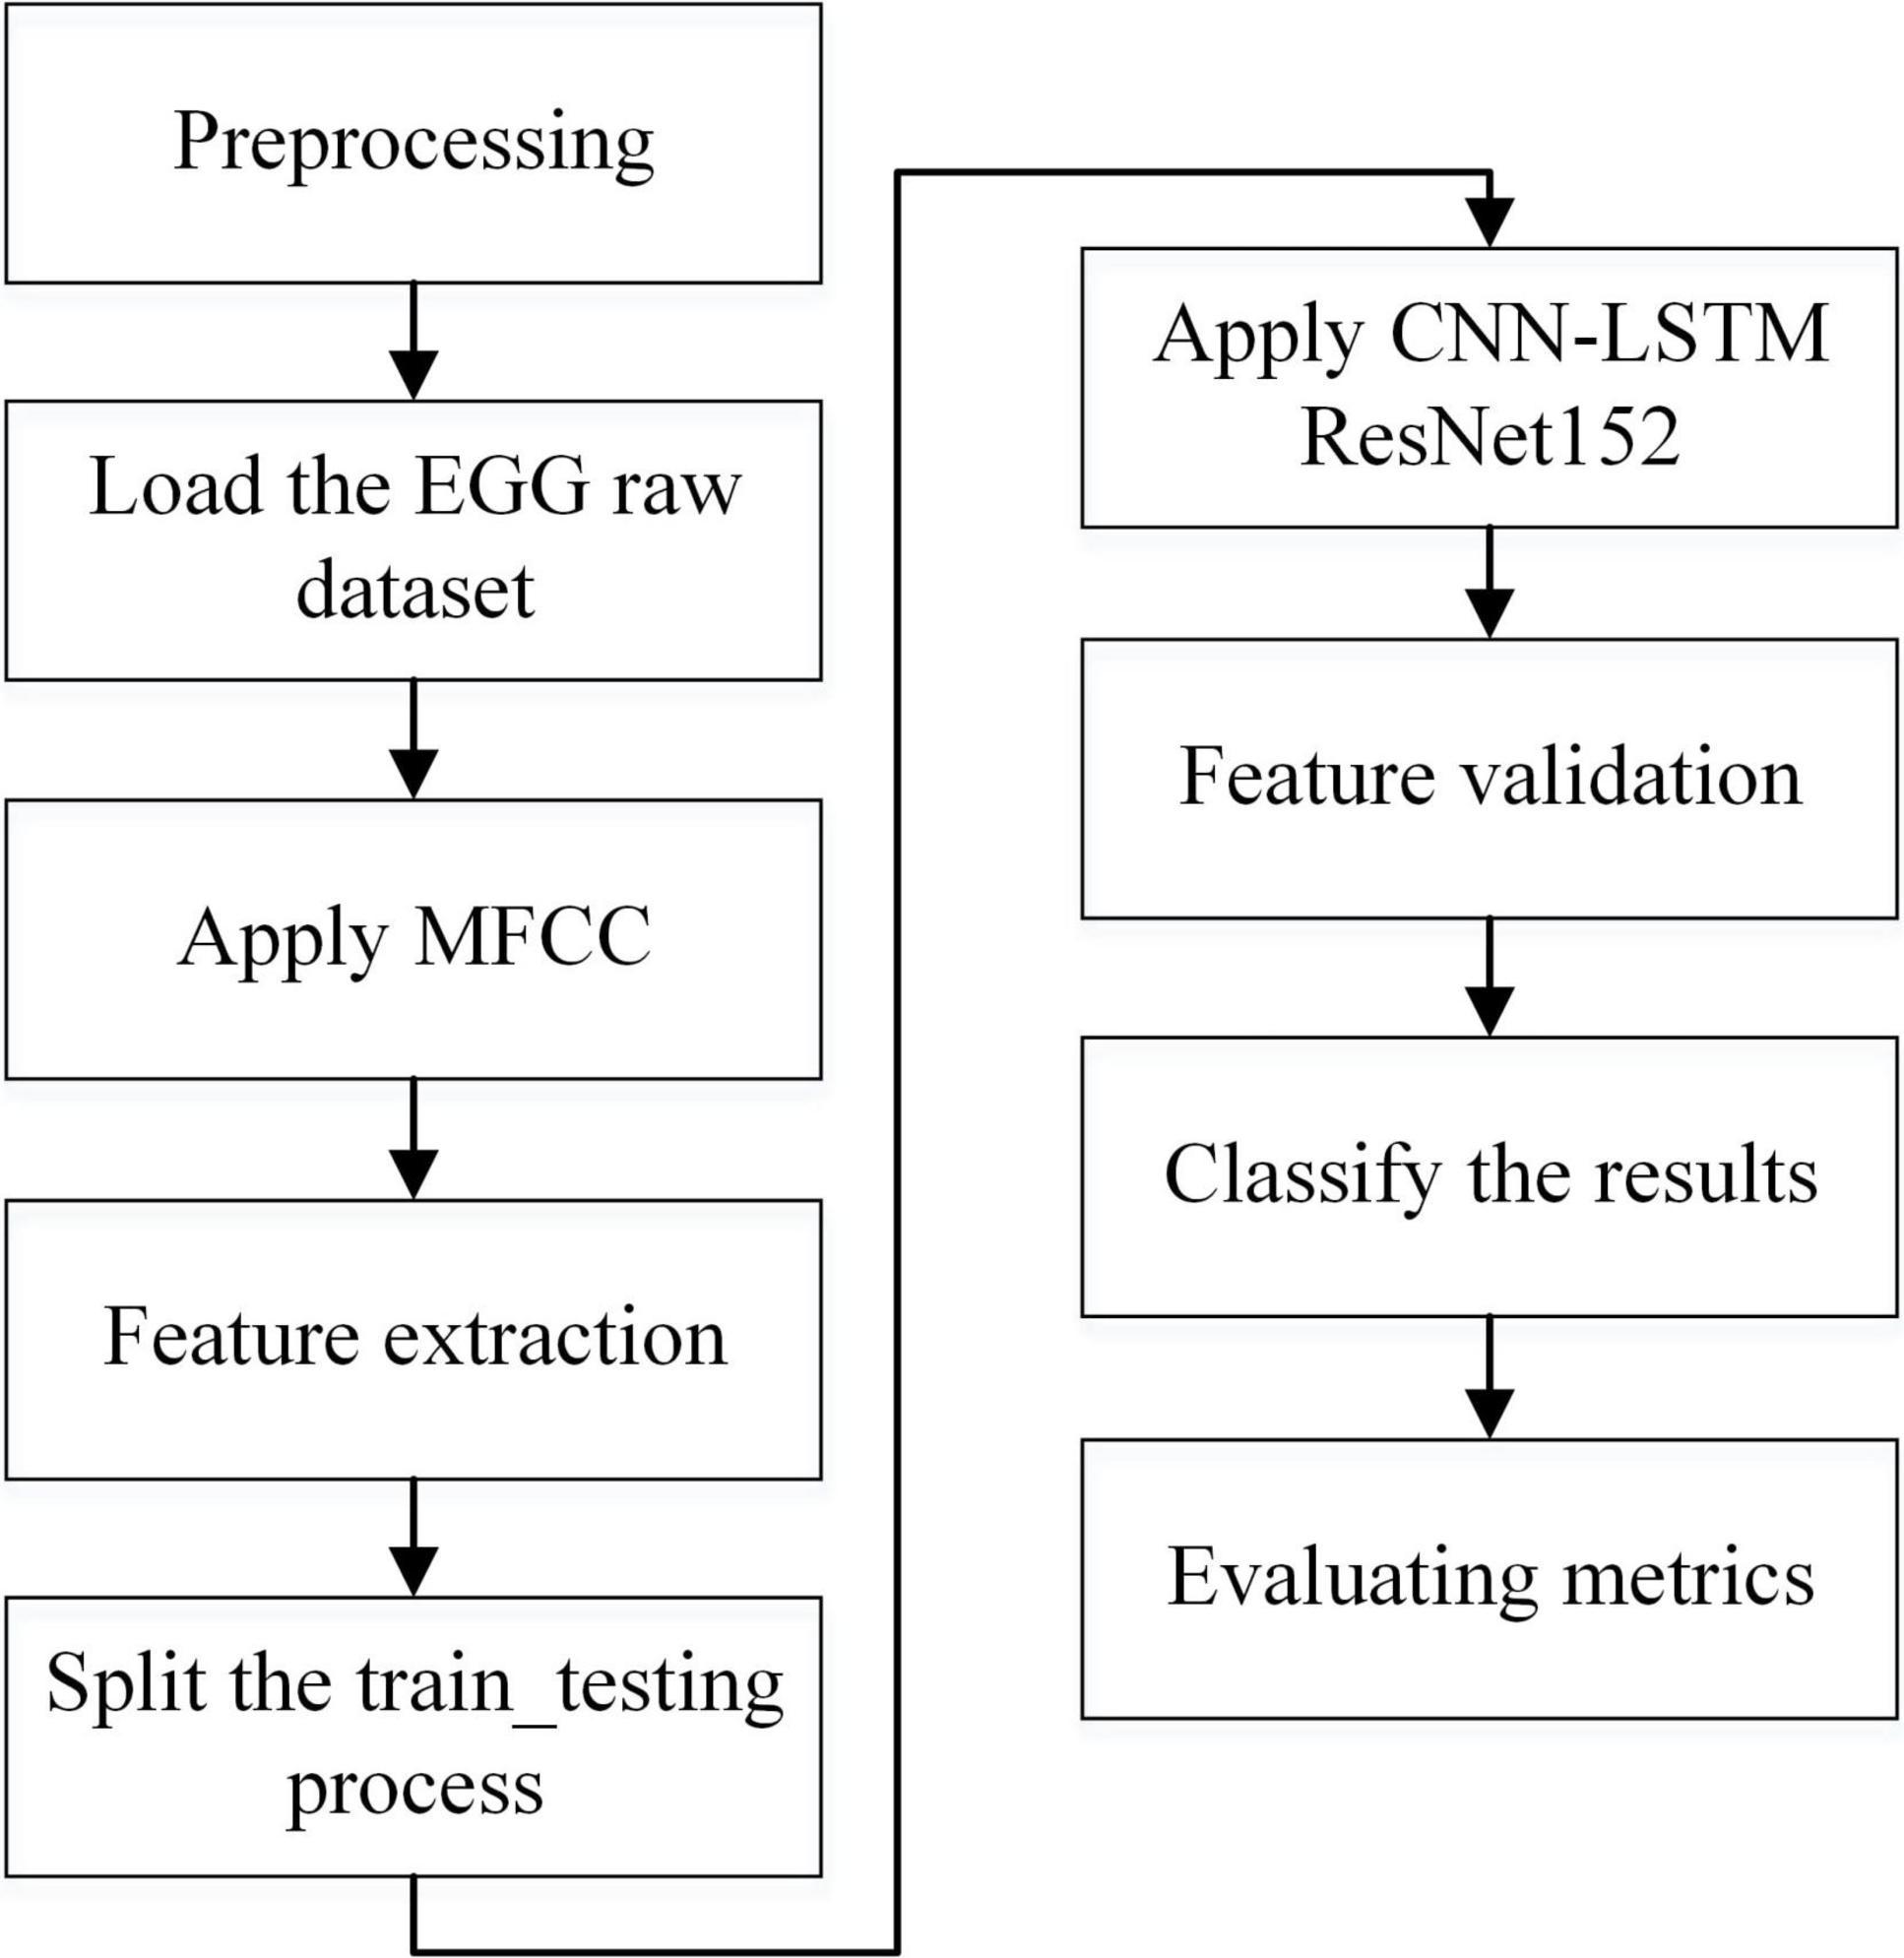 Preprocessing
Load the EGG raw
dataset
Apply MFCC
Feature extraction
Split the train_testing
process
Apply CNN-LSTM
ResNet152
Feature validation
Classify the results
Evaluating metrics